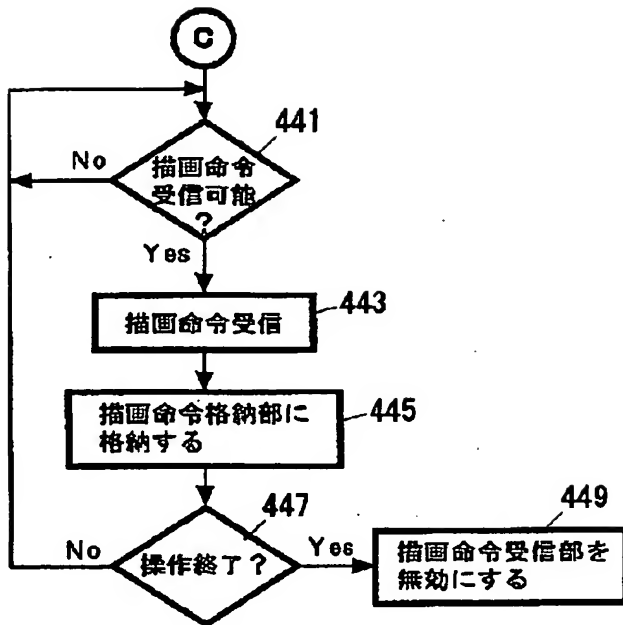 C
441
No
描画命令
受信可能
?
Yes
443
描画命令受信
445
描画命令格納部に
格納する
447
449
No
操作終了?
Yes
描画命令受信部を
無効にする